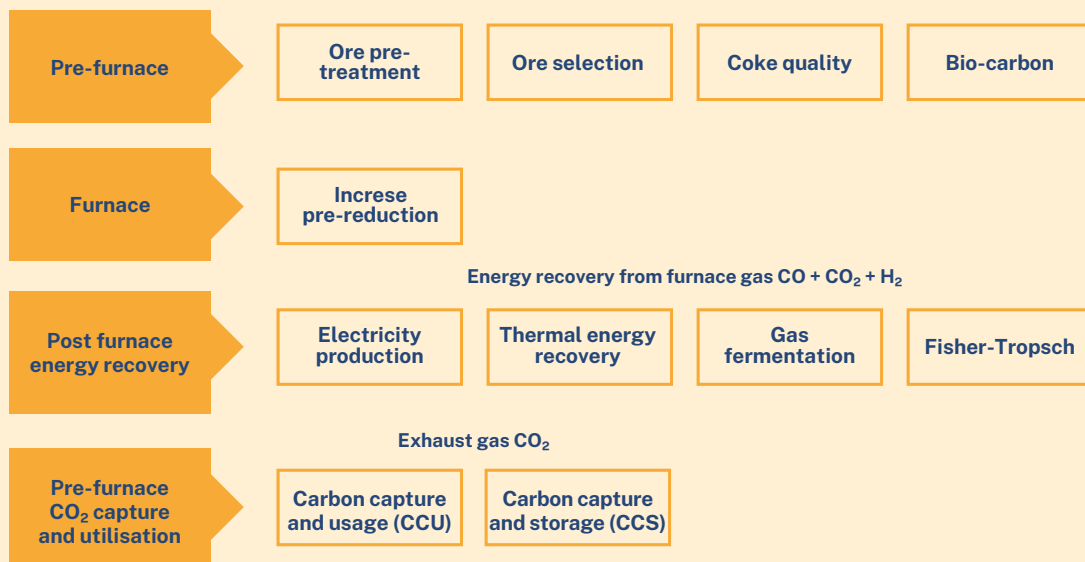 Pre-furnace
Ore pre-
treatment
Ore selection
Coke quality
Bio-carbon
Furnace
Increse
pre-reduction
Energy recovery from furnace gas CO + CO₂ + H₂
Post furnace
energy recovery
Electricity
production
Thermal energy
recovery
Gas
fermentation
Fisher-Tropsch
Exhaust gas CO₂
Pre-furnace
CO₂ capture
and utilisation
Carbon capture
and usage (CCU)
Carbon capture
and storage (CCS)